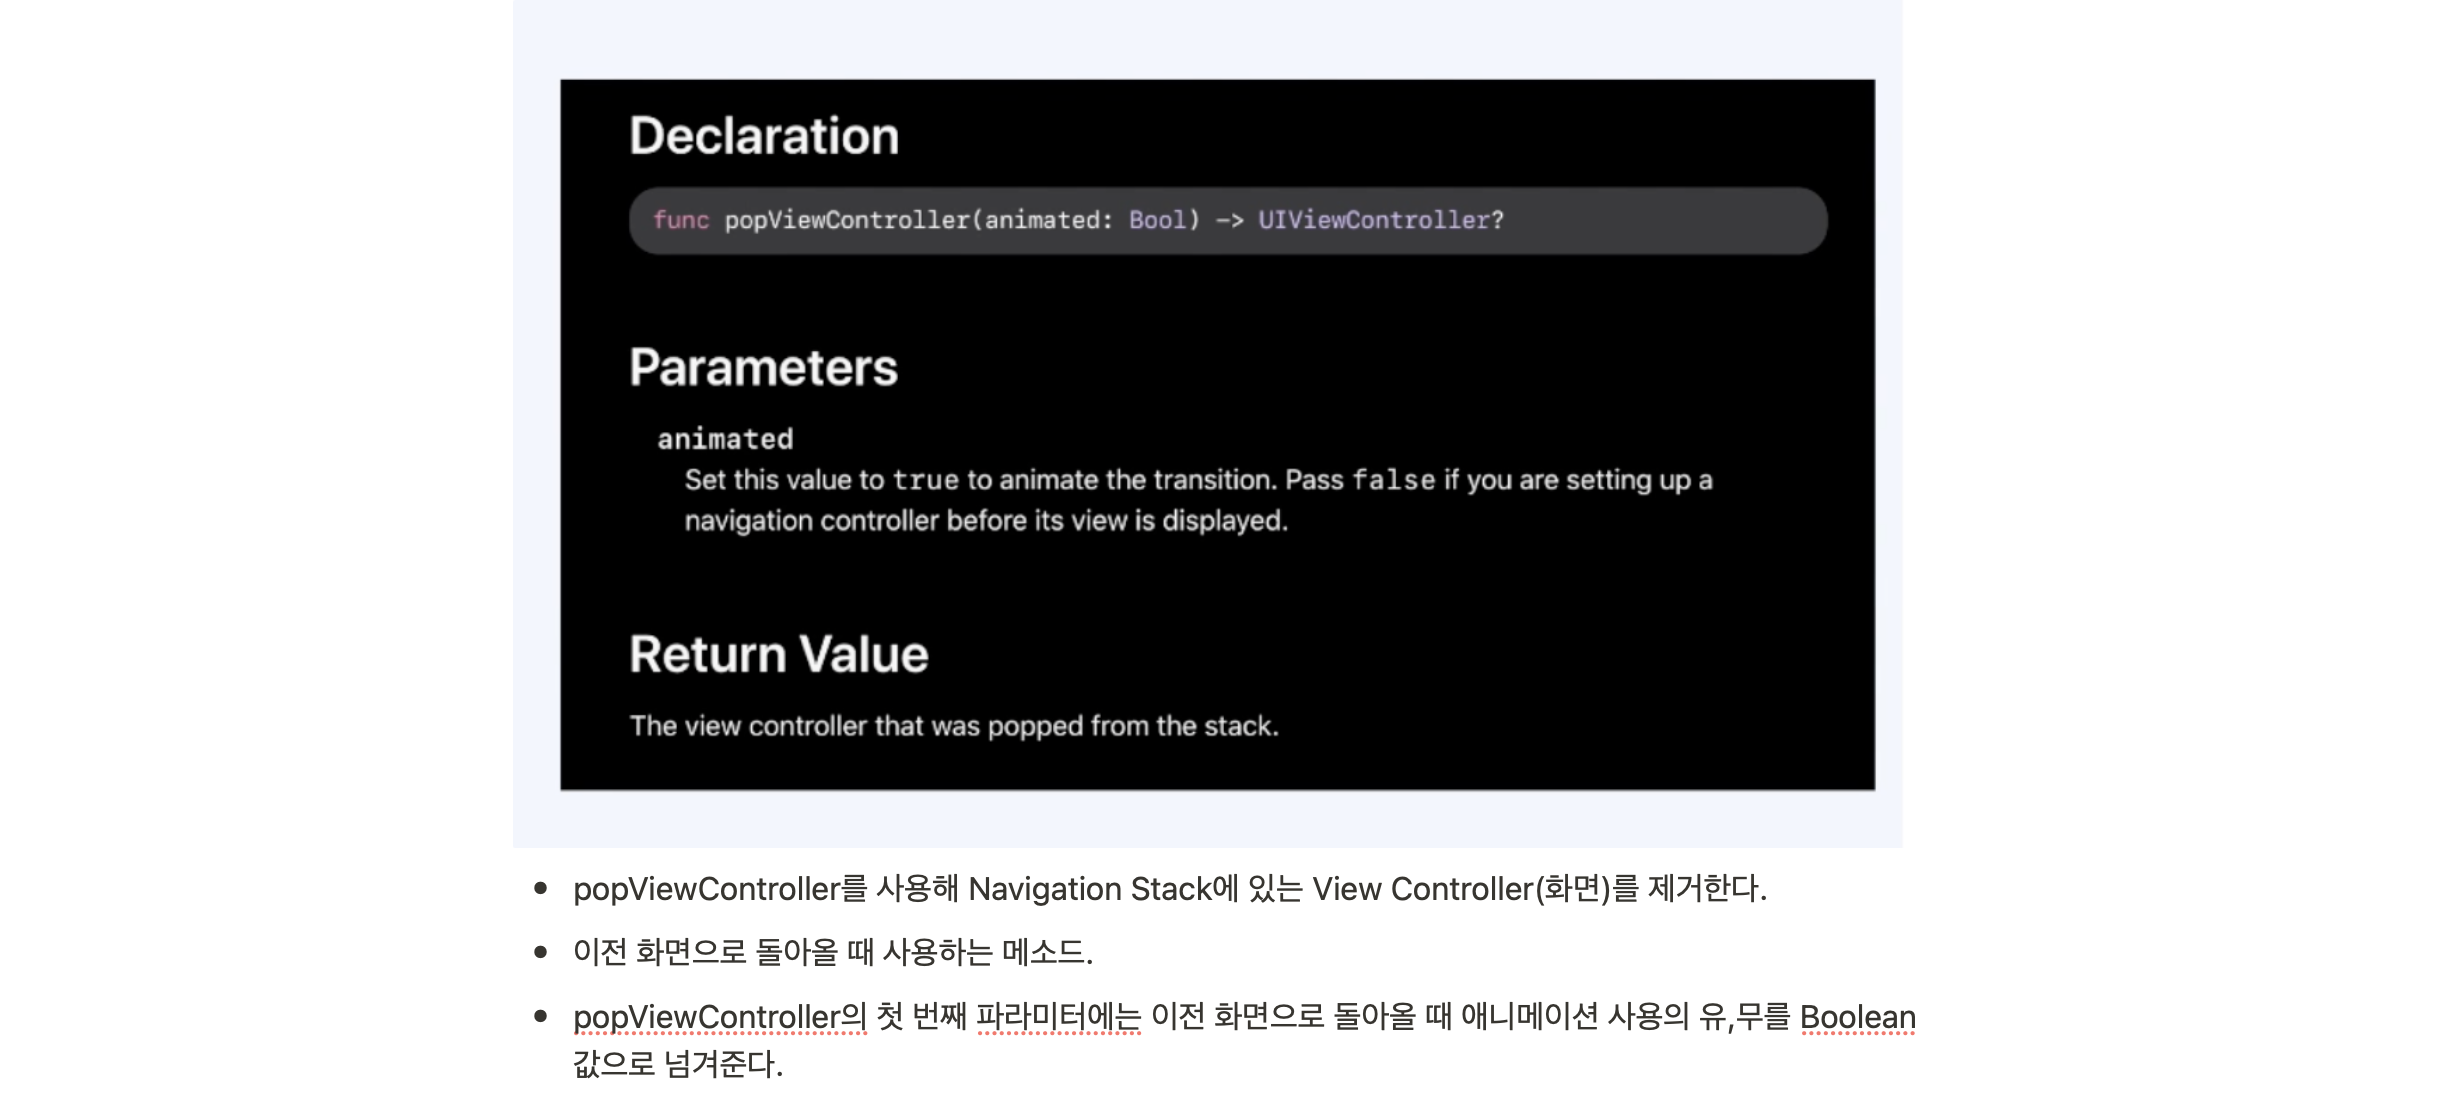 Declaration
func popViewController(animated: Bool) -> UIViewController?
Parameters
animated
Set this value to true to animate the transition. Pass false if you are setting up a
navigation controller before its view is displayed.
Return Value
The view controller that was popped from the stack.
• popViewController를 사용해 Navigation Stack에 있는 View Controller(화면)를 제거한다.
• 이전 화면으로 돌아올 때 사용하는 메소드.
• popViewController의 첫 번째 파라미터에는 이전 화면으로 돌아올 때 애니메이션 사용의 유,무를 Boolean
값으로 넘겨준다.